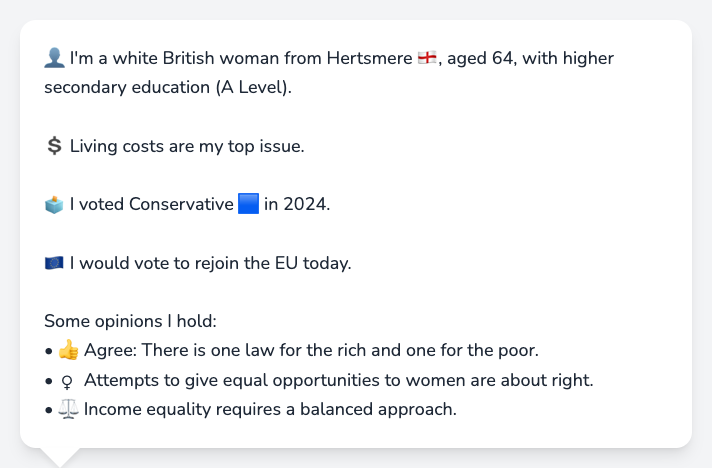 👤 I'm a white British woman from Hertsmere 🏴󠁧󠁢󠁥󠁮󠁧󠁿, aged 64, with higher
secondary education (A Level).
💲 Living costs are my top issue.
🗳️ I voted Conservative 🟦 in 2024.
🇪🇺 I would vote to rejoin the EU today.
Some opinions I hold:
• 👍 Agree: There is one law for the rich and one for the poor.
• ♀ Attempts to give equal opportunities to women are about right.
• ⚖️ Income equality requires a balanced approach.